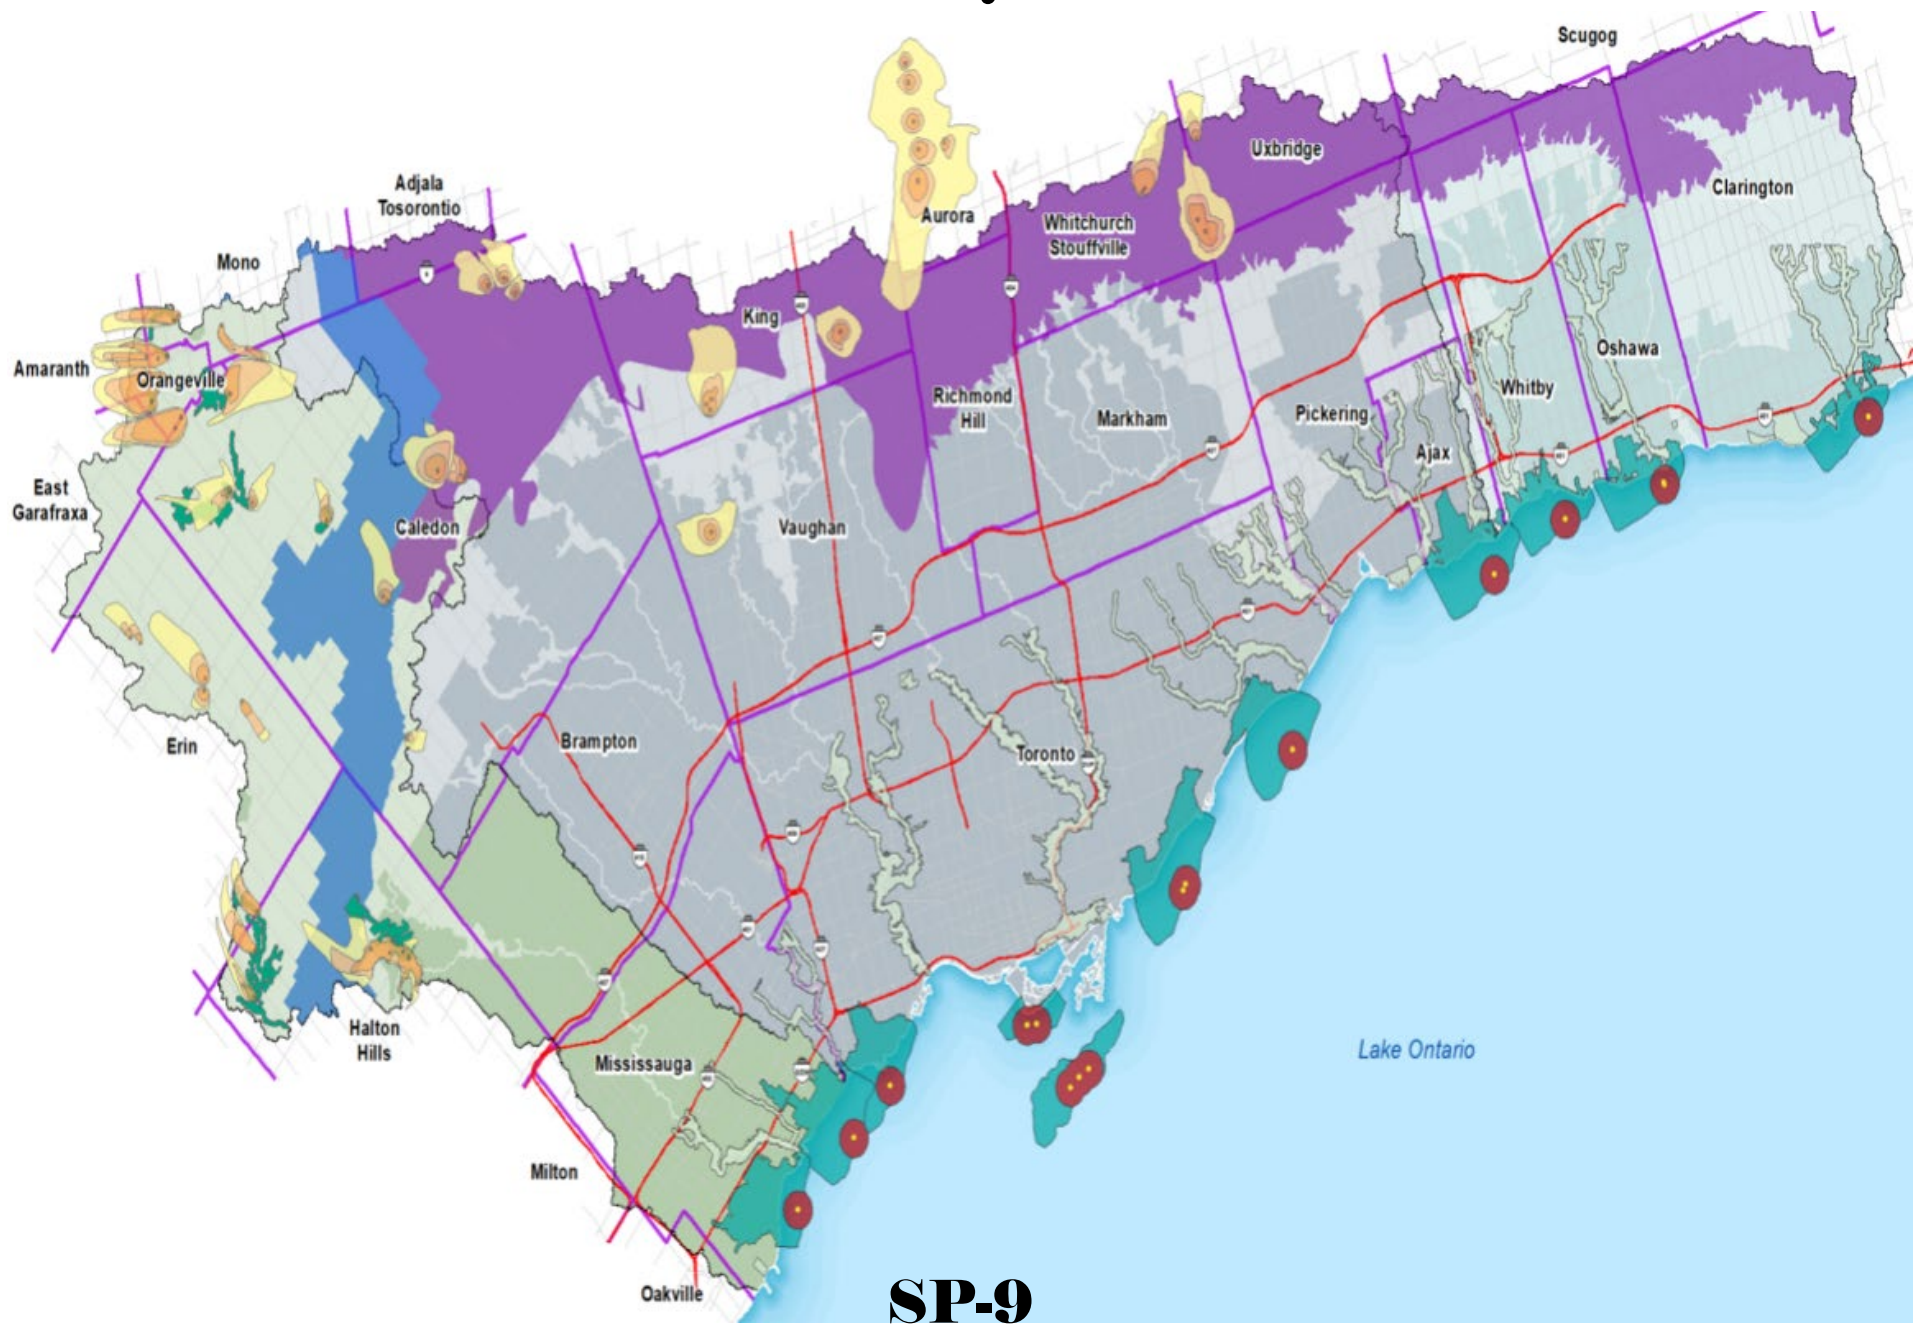 Scugog
Uxbridge
Adjala
Tosorontio
Clarington
Aurora
Whitchurch
Stouffville
Mono
King
Amaranth
Orangeville
Oshawa
Whitby
Richmond
Hill
Markham
Pickering
Ajax
East
Garafraxa
Caledon
Vaughan
Erin
Brampton
Toronto
Halton
Hills
Mississauga
Lake Ontario
Milton
Oakville
SP-9